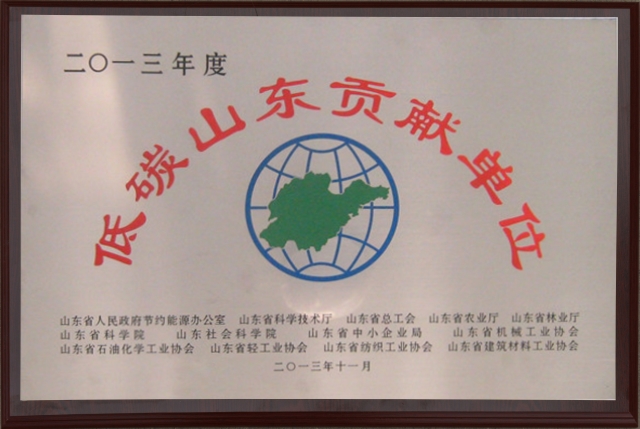 二〇一三年度
低碳山东贡献单位
山东省人民政府节约能源办公室 山东省科学技术厅 山东省总工会 山东省农业厅 山东省林业厅
山东省科学院 山东社会科学院 山东省中小企业局 山东省机械工业协会
山东省石油化学工业协会 山东省轻工业协会 山东省纺织工业协会 山东省建筑材料工业协会
二〇一三年十一月